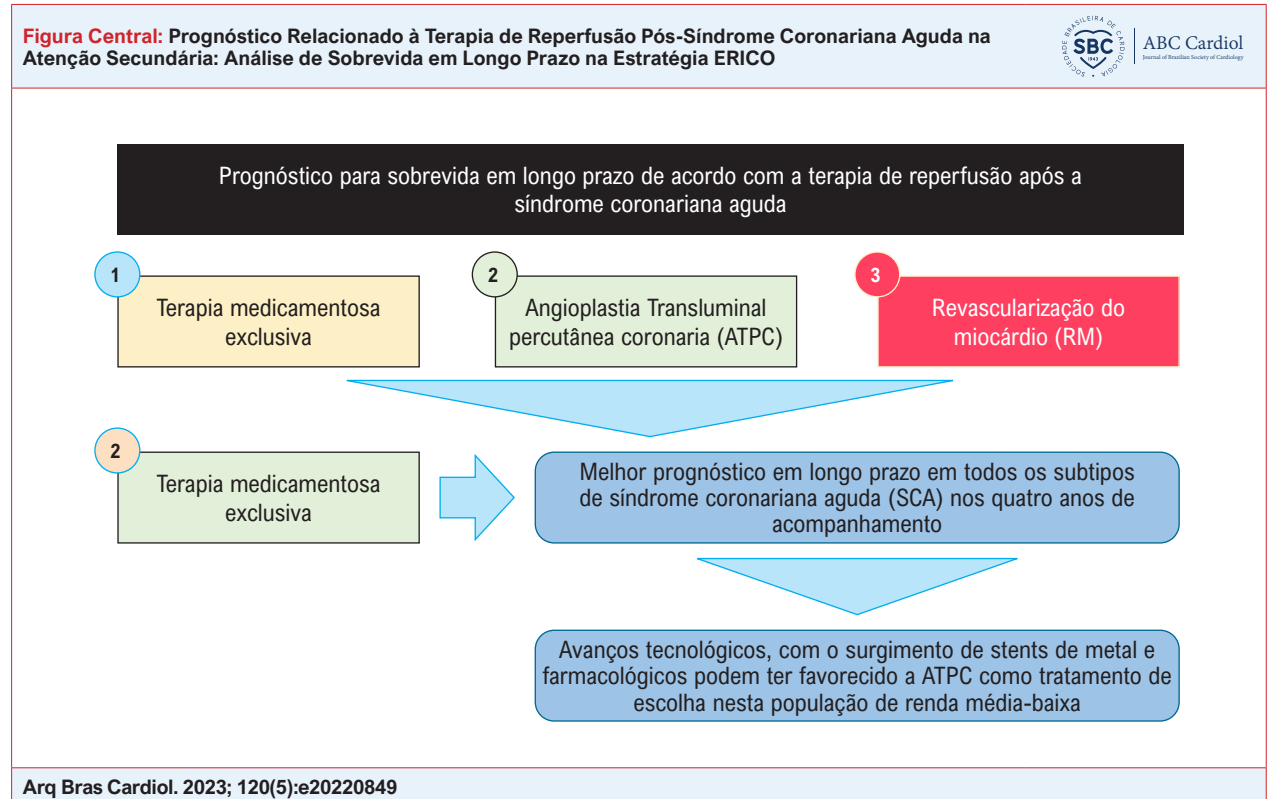 Figura Central: Prognóstico Relacionado à Terapia de Reperfusão Pós-Síndrome Coronariana Aguda na
Atenção Secundária: Análise de Sobrevida em Longo Prazo na Estratégia ERICO
SOCIEDADE BRASILEIRA DE CARDIOLOGIA
SBC
1943
ABC Cardiol
Journal of Brazilian Society of Cardiology
Prognóstico para sobrevida em longo prazo de acordo com a terapia de reperfusão após a
síndrome coronariana aguda
1
Terapia medicamentosa
exclusiva
2
Angioplastia Transluminal
percutânea coronaria (ATPC)
3
Revascularização do
miocárdio (RM)
2
Terapia medicamentosa
exclusiva
Melhor prognóstico em longo prazo em todos os subtipos
de síndrome coronariana aguda (SCA) nos quatro anos de
acompanhamento
Avanços tecnológicos, com o surgimento de stents de metal e
farmacológicos podem ter favorecido a ATPC como tratamento de
escolha nesta população de renda média-baixa
Arq Bras Cardiol. 2023; 120(5):e20220849